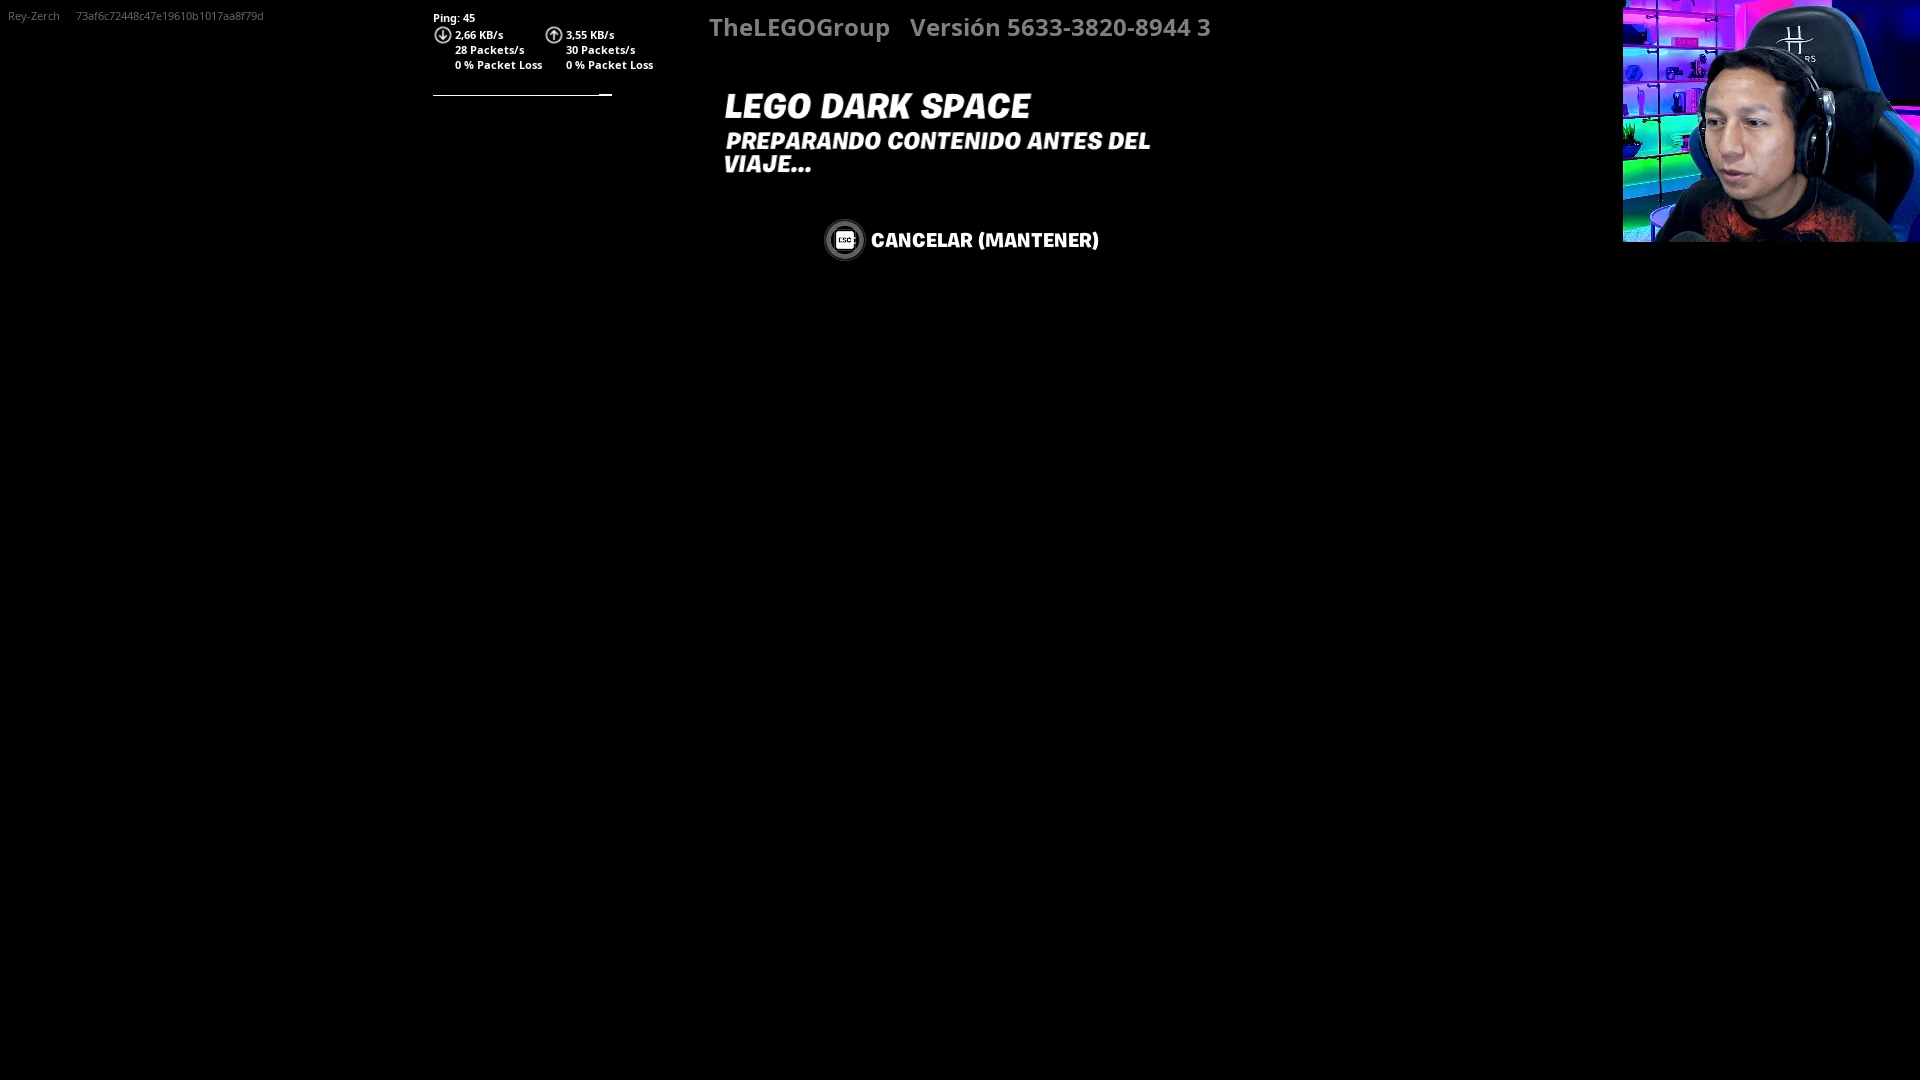 Rey-Zerch 73af6c72448c47e19610b1017aa8f79d
Ping: 45
2,66 KB/s 3,55 KB/s
28 Packets/s 30 Packets/s
0 % Packet Loss 0 % Packet Loss
TheLEGOGroup Versión 5633-3820-8944 3
LEGO DARK SPACE
PREPARANDO CONTENIDO ANTES DEL
VIAJE...
ESC CANCELAR (MANTENER)